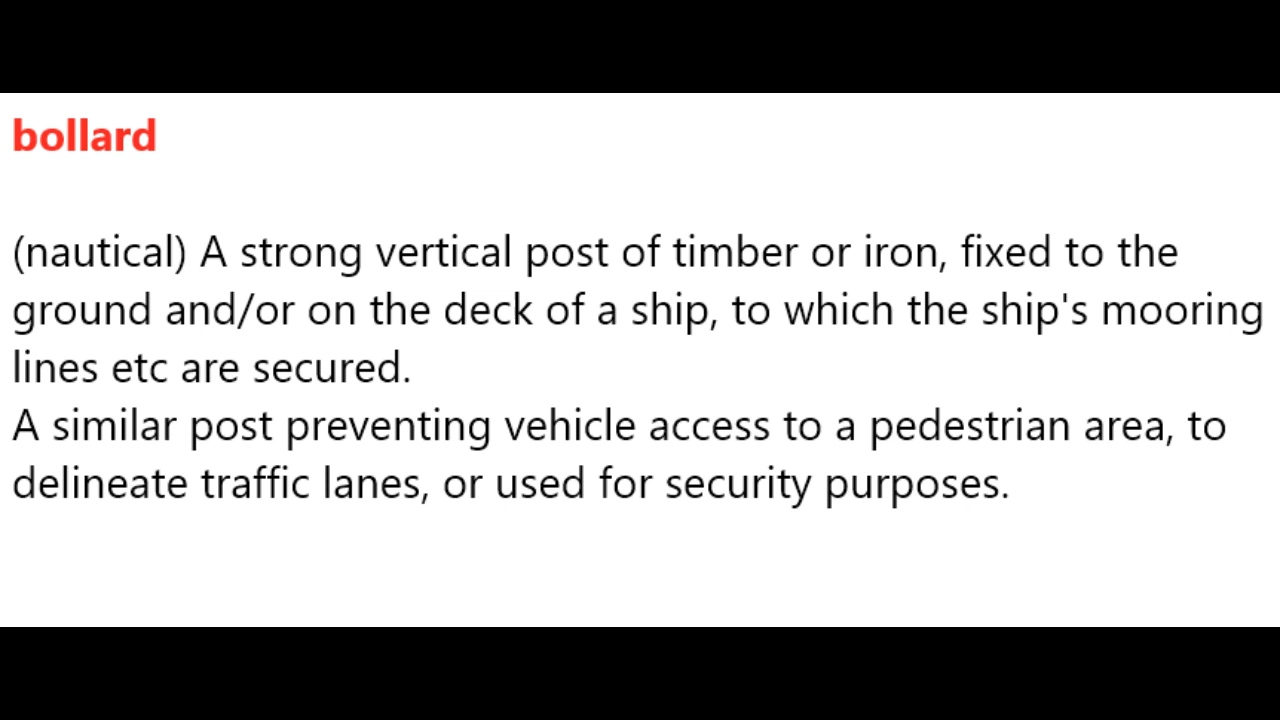 bollard
(nautical) A strong vertical post of timber or iron, fixed to the
ground and/or on the deck of a ship, to which the ship's mooring
lines etc are secured.
A similar post preventing vehicle access to a pedestrian area, to
delineate traffic lanes, or used for security purposes.